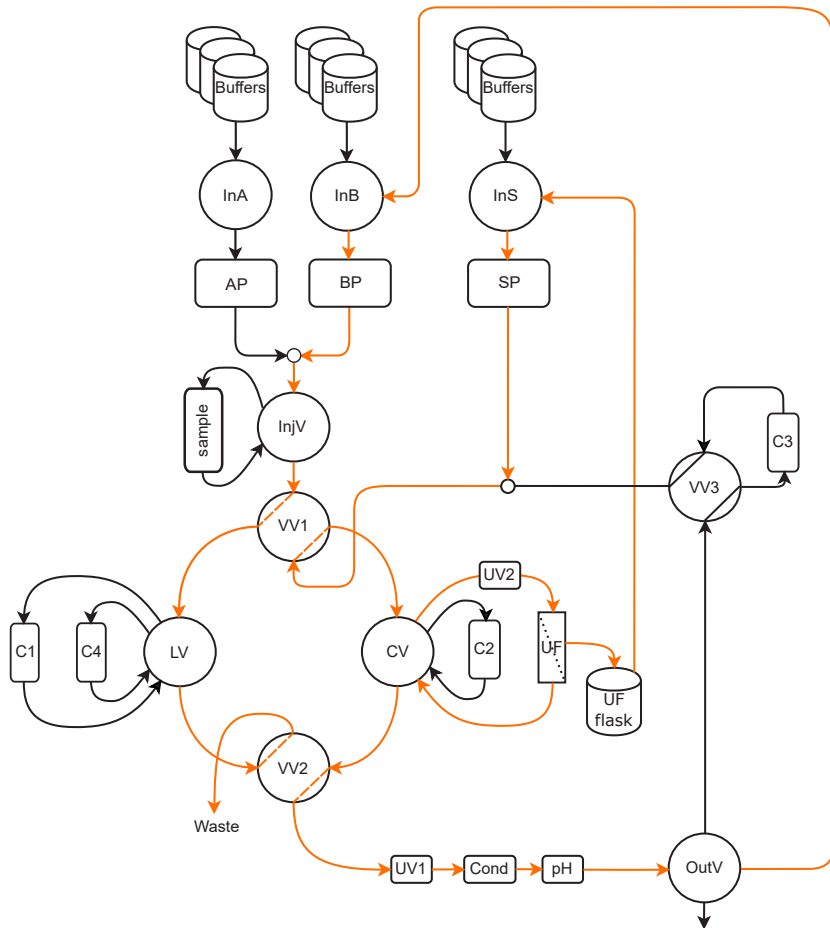 Buffers
Buffers
Buffers
InA
InB
InS
AP
BP
SP
sample
InjV
C3
VV3
VV1
UV2
C1
C4
LV
CV
C2
UF
UF
flask
VV2
Waste
UV1
Cond
pH
OutV